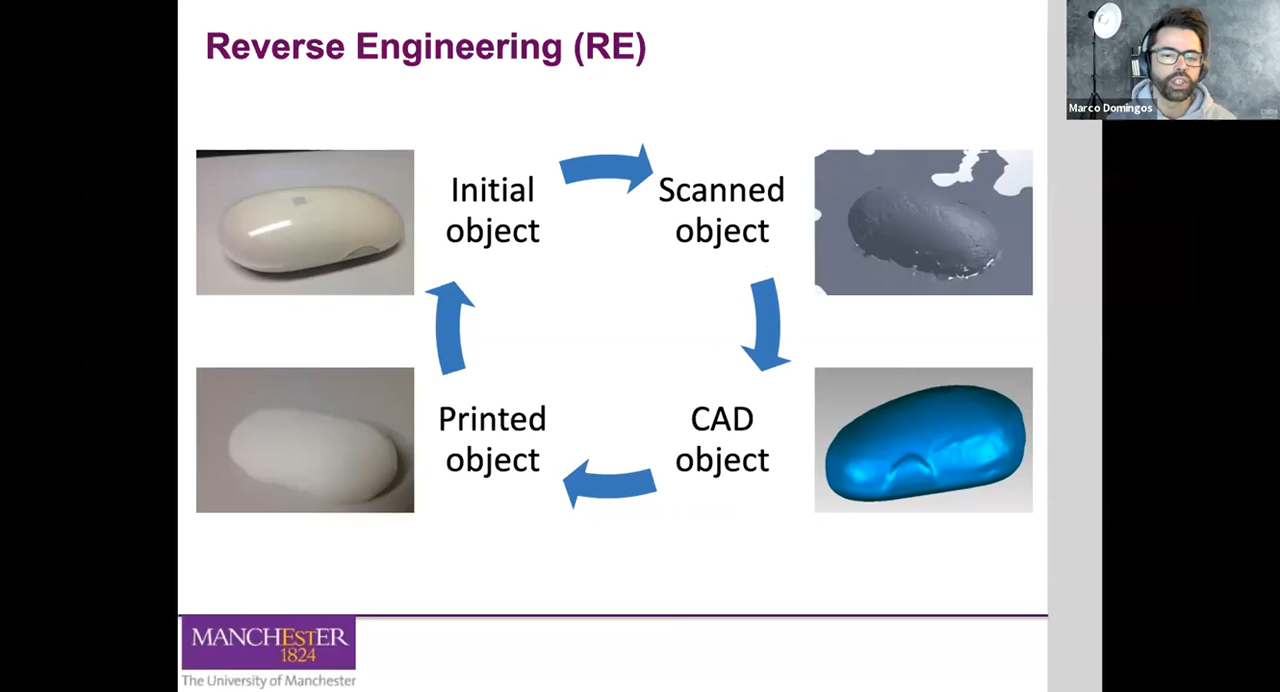 Reverse Engineering (RE)
Marco Domingos
Initial
object
Scanned
object
Printed
object
CAD
object
MANCHESTER
1824
The University of Manchester